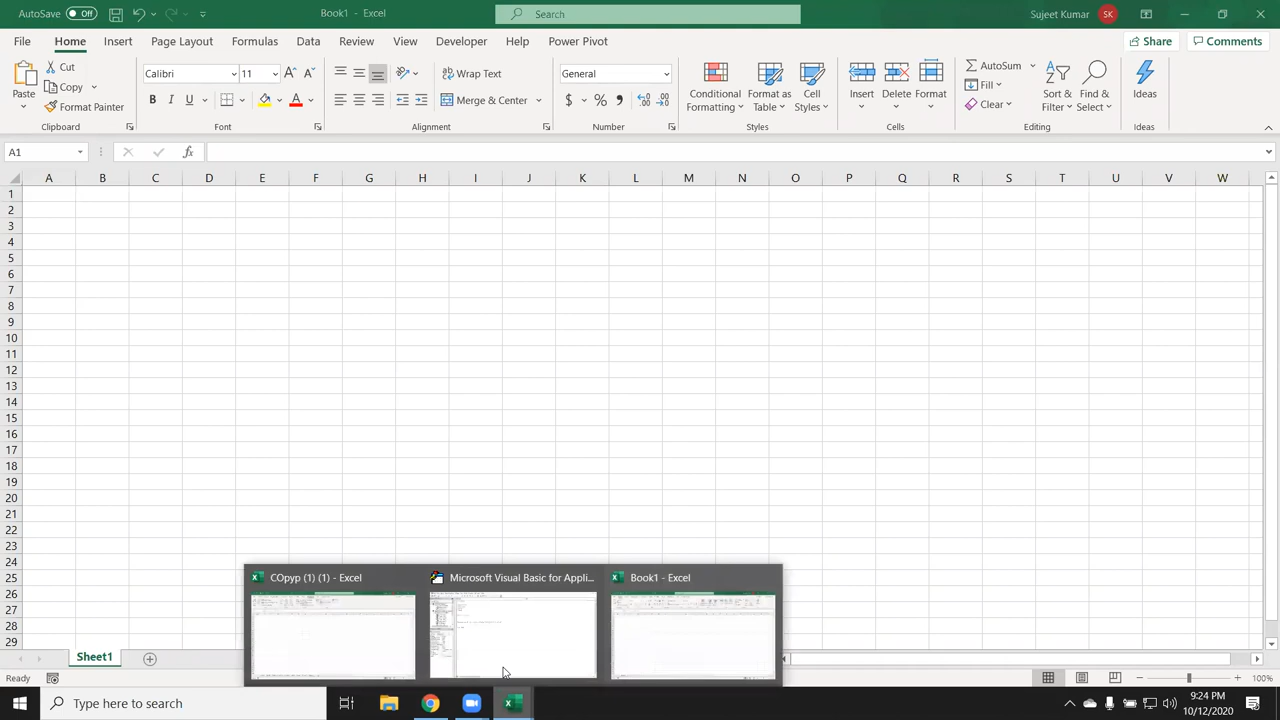 AutoSave Off Book1 - Excel Search Sujeet Kumar SK
File Home Insert Page Layout Formulas Data Review View Developer Help Power Pivot Share Comments
Paste Cut Copy Format Painter
Calibri 11 B I U A
Wrap Text Merge & Center
General $ % 9
Conditional Formatting Format as Table Cell Styles
Insert Delete Format
AutoSum Fill Clear
Sort & Filter Find & Select
Ideas
Clipboard Font Alignment Number Styles Cells Editing Ideas
A1 fx
A B C D E F G H I J K L M N O P Q R S T U V W
1
2
3
4
5
6
7
8
9
10
11
12
13
14
15
16
17
18
19
20
21
22
23
24
25
26
27
28
29
COpyp (1) (1) - Excel Microsoft Visual Basic for Appli... Book1 - Excel
Sheet1
Ready 100%
Type here to search 9:24 PM
10/12/2020